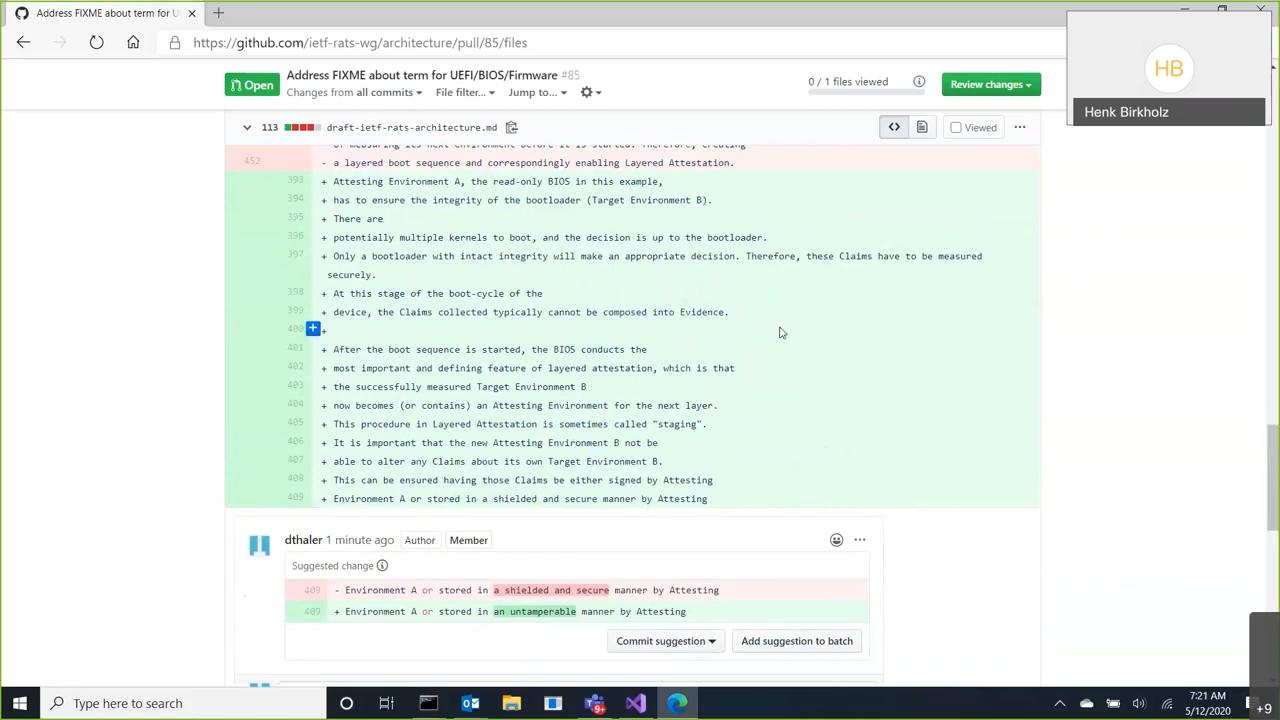 Address FIXME about term for UE
https://github.com/ietf-rats-wg/architecture/pull/85/files
HB
Henk Birkholz
Open
Address FIXME about term for UEFI/BIOS/Firmware #85
Changes from all commits
File filter...
Jump to...
0 / 1 files viewed
Review changes
113
draft-ietf-rats-architecture.md
Viewed
or measuring its next environment before it is started. Therefore, creating
452 - a layered boot sequence and correspondingly enabling Layered Attestation.
393 + Attesting Environment A, the read-only BIOS in this example,
394 + has to ensure the integrity of the bootloader (Target Environment B).
395 + There are
396 + potentially multiple kernels to boot, and the decision is up to the bootloader.
397 + Only a bootloader with intact integrity will make an appropriate decision. Therefore, these Claims have to be measured
securely.
398 + At this stage of the boot-cycle of the
399 + device, the Claims collected typically cannot be composed into Evidence.
400 +
401 + After the boot sequence is started, the BIOS conducts the
402 + most important and defining feature of layered attestation, which is that
403 + the successfully measured Target Environment B
404 + now becomes (or contains) an Attesting Environment for the next layer.
405 + This procedure in Layered Attestation is sometimes called "staging".
406 + It is important that the new Attesting Environment B not be
407 + able to alter any Claims about its own Target Environment B.
408 + This can be ensured having those Claims be either signed by Attesting
409 + Environment A or stored in a shielded and secure manner by Attesting
dthaler 1 minute ago Author Member
Suggested change
409 - Environment A or stored in a shielded and secure manner by Attesting
409 + Environment A or stored in an untamperable manner by Attesting
Commit suggestion
Add suggestion to batch
Type here to search
7:21 AM
5/12/2020
+9